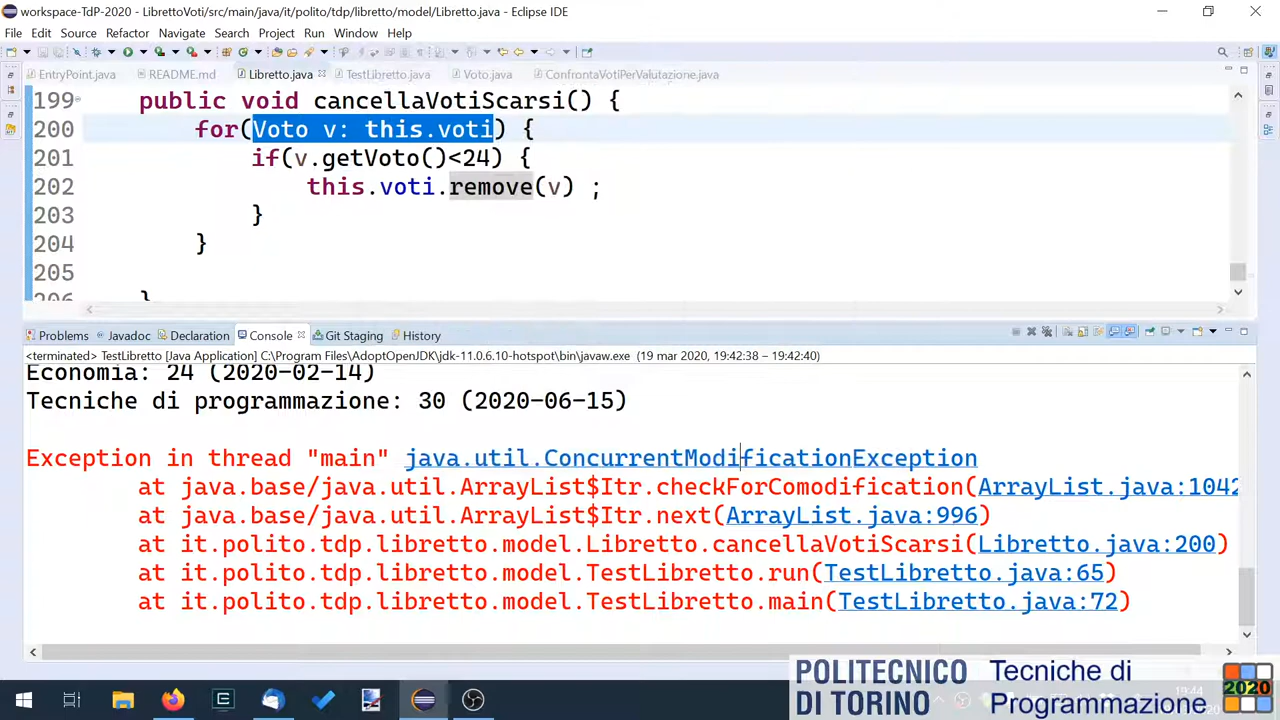 workspace-TdP-2020 - LibrettoVoti/src/main/java/it/polito/tdp/libretto/model/Libretto.java - Eclipse IDE
File Edit Source Refactor Navigate Search Project Run Window Help
EntryPoint.java README.md Libretto.java TestLibretto.java Voto.java ConfrontaVotiPerValutazione.java
199 public void cancellaVotiScarsi() {
200 for(Voto v: this.voti) {
201 if(v.getVoto()<24) {
202 this.voti.remove(v) ;
203 }
204 }
205
206 }
Problems Javadoc Declaration Console Git Staging History
<terminated> TestLibretto [Java Application] C:\Program Files\AdoptOpenJDK\jdk-11.0.6.10-hotspot\bin\javaw.exe (19 mar 2020, 19:42:38 – 19:42:40)
Economia: 24 (2020-02-14)
Tecniche di programmazione: 30 (2020-06-15)
Exception in thread "main" java.util.ConcurrentModificationException
at java.base/java.util.ArrayList$Itr.checkForComodification(ArrayList.java:1042
at java.base/java.util.ArrayList$Itr.next(ArrayList.java:996)
at it.polito.tdp.libretto.model.Libretto.cancellaVotiScarsi(Libretto.java:200)
at it.polito.tdp.libretto.model.TestLibretto.run(TestLibretto.java:65)
at it.polito.tdp.libretto.model.TestLibretto.main(TestLibretto.java:72)
POLITECNICO
DI TORINO
Tecniche di
Programmazione
2020